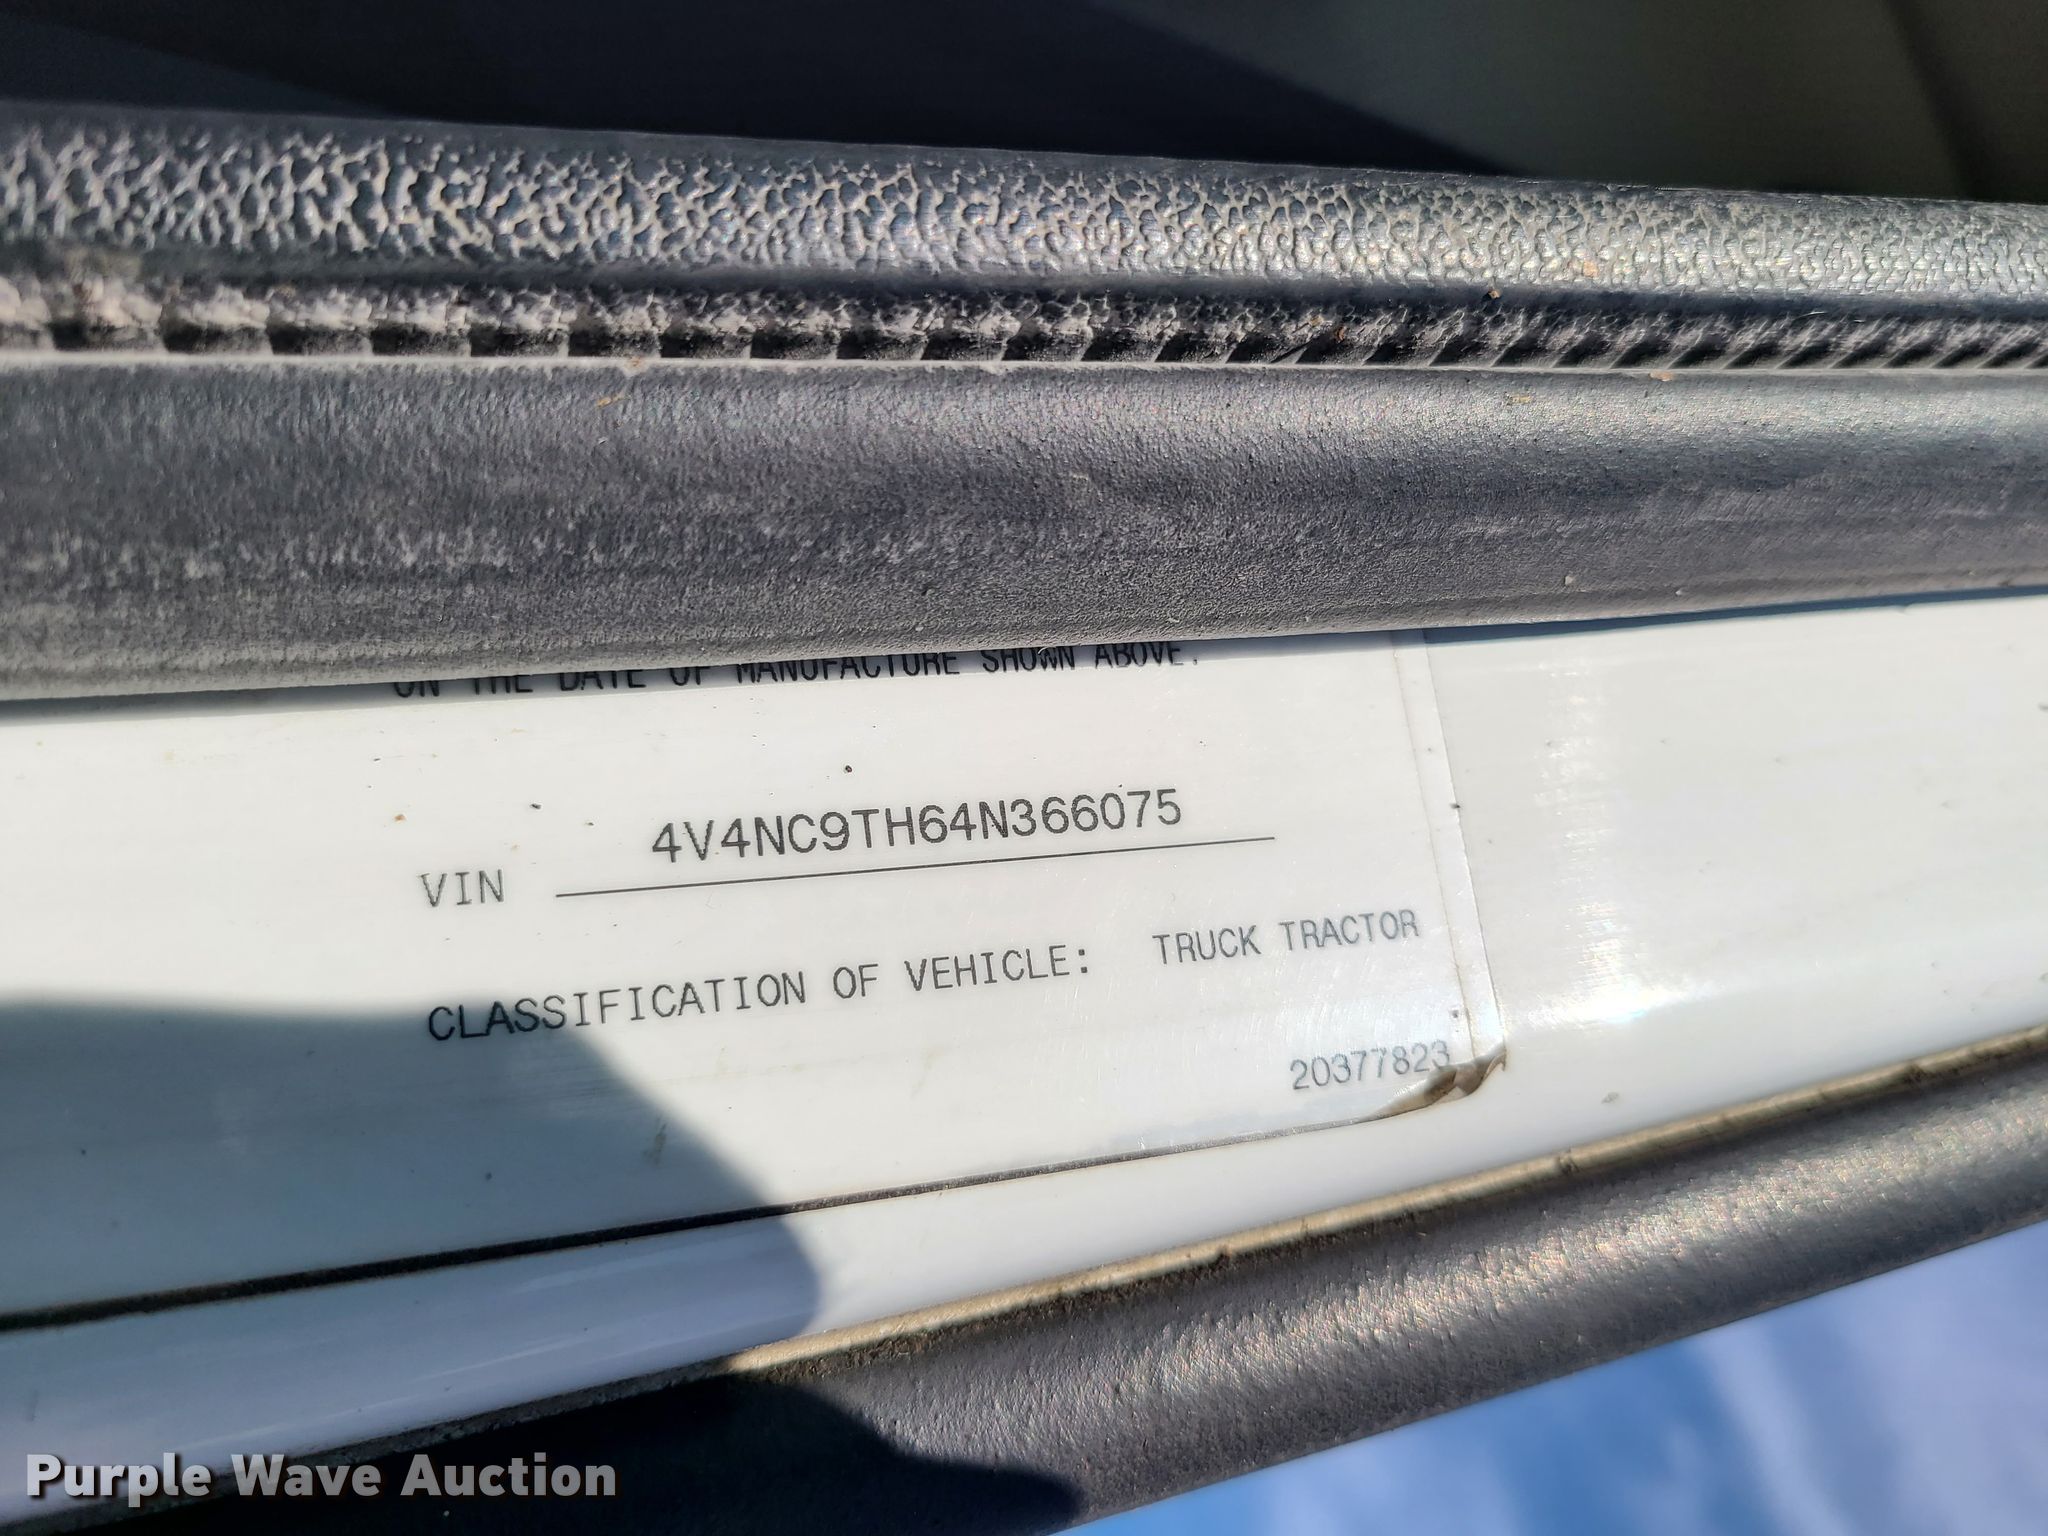 ON THE DATE OF MANUFACTURE SHOWN ABOVE.
VIN 4V4NC9TH64N366075
CLASSIFICATION OF VEHICLE: TRUCK TRACTOR
20377823
Purple Wave Auction